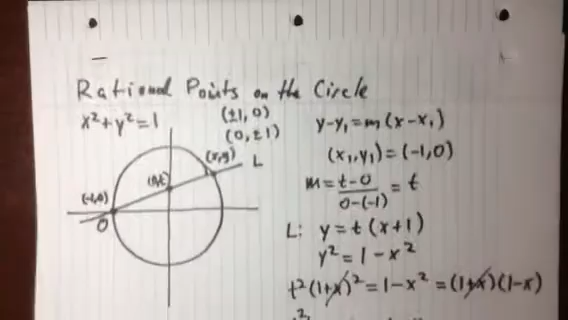 Rational Points on the Circle
x²+y²=1
(±1, 0)
(0, ±1)
(x,y)
L
(0,t)
(-1,0)
O
y-y₁=m(x-x₁)
(x₁,y₁)=(-1,0)
m=t-0/0-(-1)=t
L: y=t(x+1)
y²=1-x²
t²(1+x)²=1-x²=(1+x)(1-x)